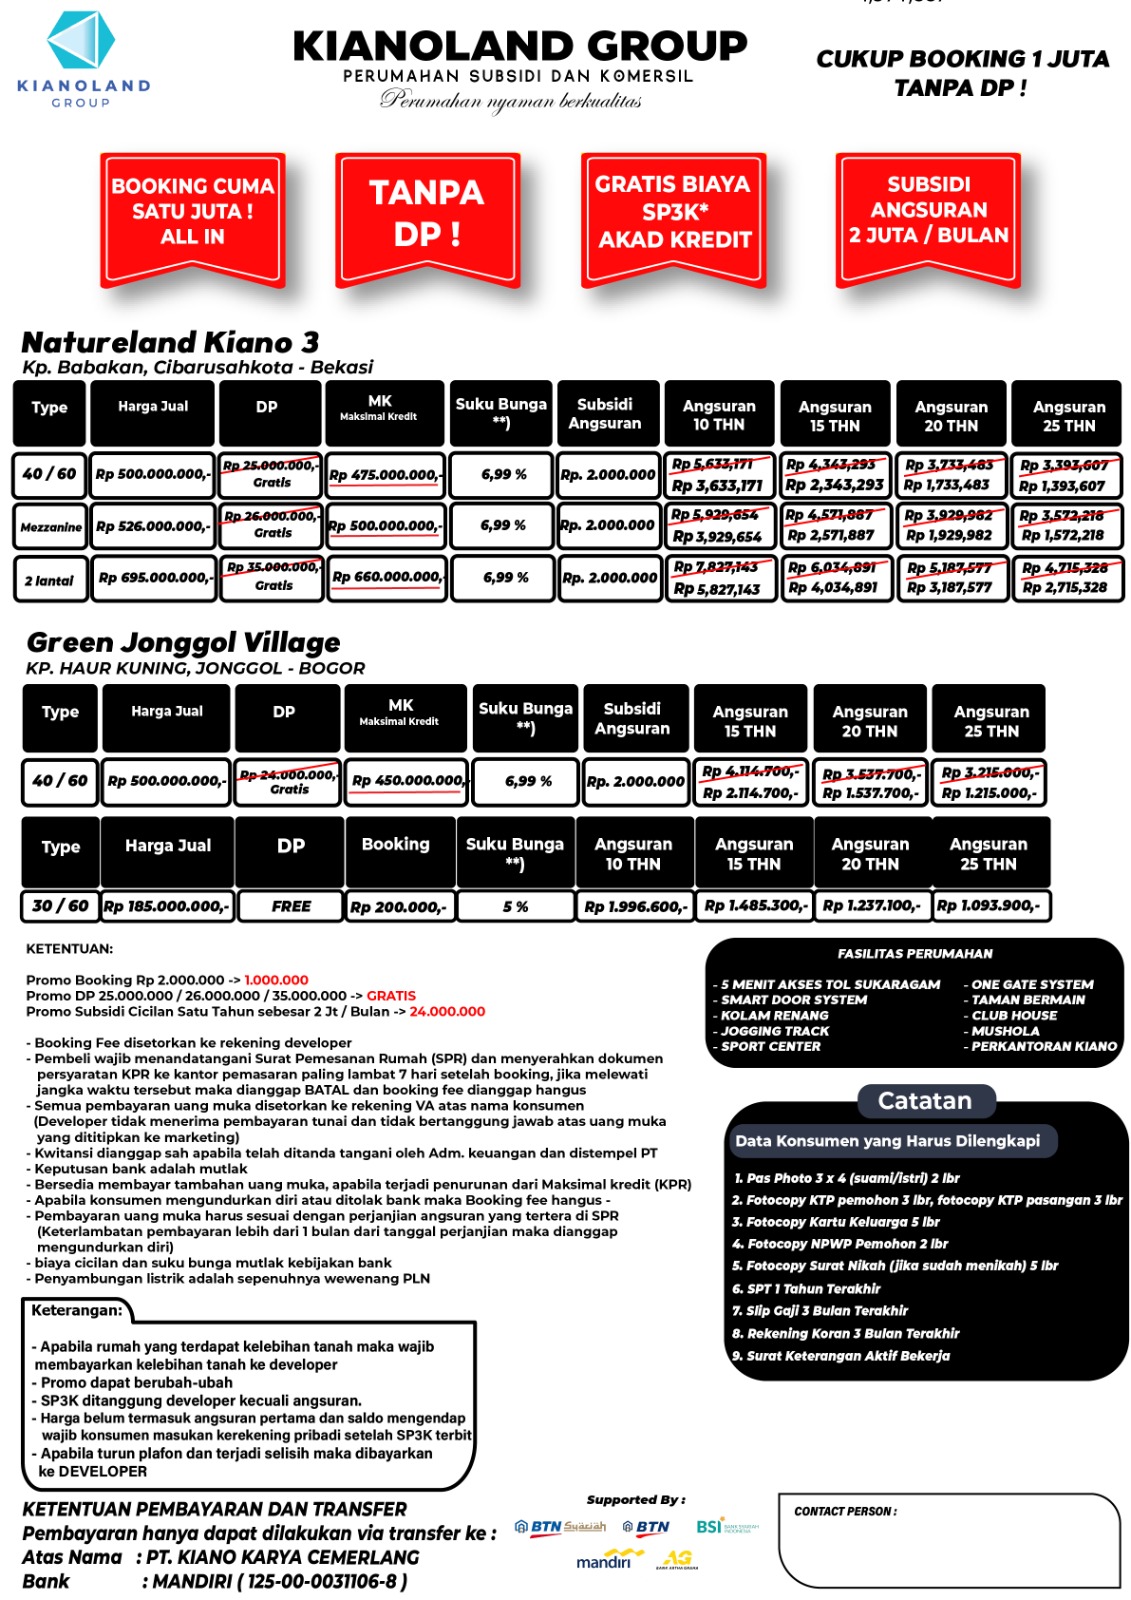 KIANOLAND
GROUP
KIANOLAND GROUP
PERUMAHAN SUBSIDI DAN KOMERSIL
Perumahan nyaman berkualitas
CUKUP BOOKING 1 JUTA
TANPA DP !
BOOKING CUMA
SATU JUTA !
ALL IN
TANPA
DP !
GRATIS BIAYA
SP3K*
AKAD KREDIT
SUBSIDI
ANGSURAN
2 JUTA / BULAN
Natureland Kiano 3
Kp. Babakan, Cibarusahkota - Bekasi
Type Harga Jual DP MK Maksimal Kredit Suku Bunga **) Subsidi Angsuran Angsuran 10 THN Angsuran 15 THN Angsuran 20 THN Angsuran 25 THN
40 / 60 Rp 500.000.000,- Rp 25.000.000,- Gratis Rp 475.000.000,- 6,99 % Rp. 2.000.000 Rp 5,633,171 Rp 3,633,171 Rp 4,343,293 Rp 2,343,293 Rp 3,733,483 Rp 1,733,483 Rp 3,393,607 Rp 1,393,607
Mezzanine Rp 526.000.000,- Rp 26.000.000,- Gratis Rp 500.000.000,- 6,99 % Rp. 2.000.000 Rp 5,929,654 Rp 3,929,654 Rp 4,571,887 Rp 2,571,887 Rp 3,929,982 Rp 1,929,982 Rp 3,572,218 Rp 1,572,218
2 lantai Rp 695.000.000,- Rp 35.000.000,- Gratis Rp 660.000.000,- 6,99 % Rp. 2.000.000 Rp 7,827,143 Rp 5,827,143 Rp 6,034,891 Rp 4,034,891 Rp 5,187,577 Rp 3,187,577 Rp 4,715,328 Rp 2,715,328
Green Jonggol Village
KP. HAUR KUNING, JONGGOL - BOGOR
Type Harga Jual DP MK Maksimal Kredit Suku Bunga **) Subsidi Angsuran Angsuran 15 THN Angsuran 20 THN Angsuran 25 THN
40 / 60 Rp 500.000.000,- Rp 24.000.000,- Gratis Rp 450.000.000,- 6,99 % Rp. 2.000.000 Rp 4.114.700,- Rp 2.114.700,- Rp 3.537.700,- Rp 1.537.700,- Rp 3.215.000,- Rp 1.215.000,-
Type Harga Jual DP Booking Suku Bunga **) Angsuran 10 THN Angsuran 15 THN Angsuran 20 THN Angsuran 25 THN
30 / 60 Rp 185.000.000,- FREE Rp 200.000,- 5 % Rp 1.996.600,- Rp 1.485.300,- Rp 1.237.100,- Rp 1.093.900,-
KETENTUAN:
Promo Booking Rp 2.000.000 -> 1.000.000
Promo DP 25.000.000 / 26.000.000 / 35.000.000 -> GRATIS
Promo Subsidi Cicilan Satu Tahun sebesar 2 Jt / Bulan -> 24.000.000
- Booking Fee disetorkan ke rekening developer
- Pembeli wajib menandatangani Surat Pemesanan Rumah (SPR) dan menyerahkan dokumen
persyaratan KPR ke kantor pemasaran paling lambat 7 hari setelah booking, jika melewati
jangka waktu tersebut maka dianggap BATAL dan booking fee dianggap hangus
- Semua pembayaran uang muka disetorkan ke rekening VA atas nama konsumen
(Developer tidak menerima pembayaran tunai dan tidak bertanggung jawab atas uang muka
yang dititipkan ke marketing)
- Kwitansi dianggap sah apabila telah ditanda tangani oleh Adm. keuangan dan distempel PT
- Keputusan bank adalah mutlak
- Bersedia membayar tambahan uang muka, apabila terjadi penurunan dari Maksimal kredit (KPR)
- Apabila konsumen mengundurkan diri atau ditolak bank maka Booking fee hangus -
- Pembayaran uang muka harus sesuai dengan perjanjian angsuran yang tertera di SPR
(Keterlambatan pembayaran lebih dari 1 bulan dari tanggal perjanjian maka dianggap
mengundurkan diri)
- biaya cicilan dan suku bunga mutlak kebijakan bank
- Penyambungan listrik adalah sepenuhnya wewenang PLN
FASILITAS PERUMAHAN
- 5 MENIT AKSES TOL SUKARAGAM
- SMART DOOR SYSTEM
- KOLAM RENANG
- JOGGING TRACK
- SPORT CENTER
- ONE GATE SYSTEM
- TAMAN BERMAIN
- CLUB HOUSE
- MUSHOLA
- PERKANTORAN KIANO
Catatan
Data Konsumen yang Harus Dilengkapi
1. Pas Photo 3 x 4 (suami/istri) 2 lbr
2. Fotocopy KTP pemohon 3 lbr, fotocopy KTP pasangan 3 lbr
3. Fotocopy Kartu Keluarga 5 lbr
4. Fotocopy NPWP Pemohon 2 lbr
5. Fotocopy Surat Nikah (jika sudah menikah) 5 lbr
6. SPT 1 Tahun Terakhir
7. Slip Gaji 3 Bulan Terakhir
8. Rekening Koran 3 Bulan Terakhir
9. Surat Keterangan Aktif Bekerja
Keterangan:
- Apabila rumah yang terdapat kelebihan tanah maka wajib
membayarkan kelebihan tanah ke developer
- Promo dapat berubah-ubah
- SP3K ditanggung developer kecuali angsuran.
- Harga belum termasuk angsuran pertama dan saldo mengendap
wajib konsumen masukan kerekening pribadi setelah SP3K terbit
- Apabila turun plafon dan terjadi selisih maka dibayarkan
ke DEVELOPER
KETENTUAN PEMBAYARAN DAN TRANSFER
Pembayaran hanya dapat dilakukan via transfer ke :
Atas Nama : PT. KIANO KARYA CEMERLANG
Bank : MANDIRI ( 125-00-0031106-8 )
Supported By :
BTN Syariah
BTN
BSI BANK SYARIAH INDONESIA
mandiri
AG BANK ARTHA GRAHA
CONTACT PERSON :